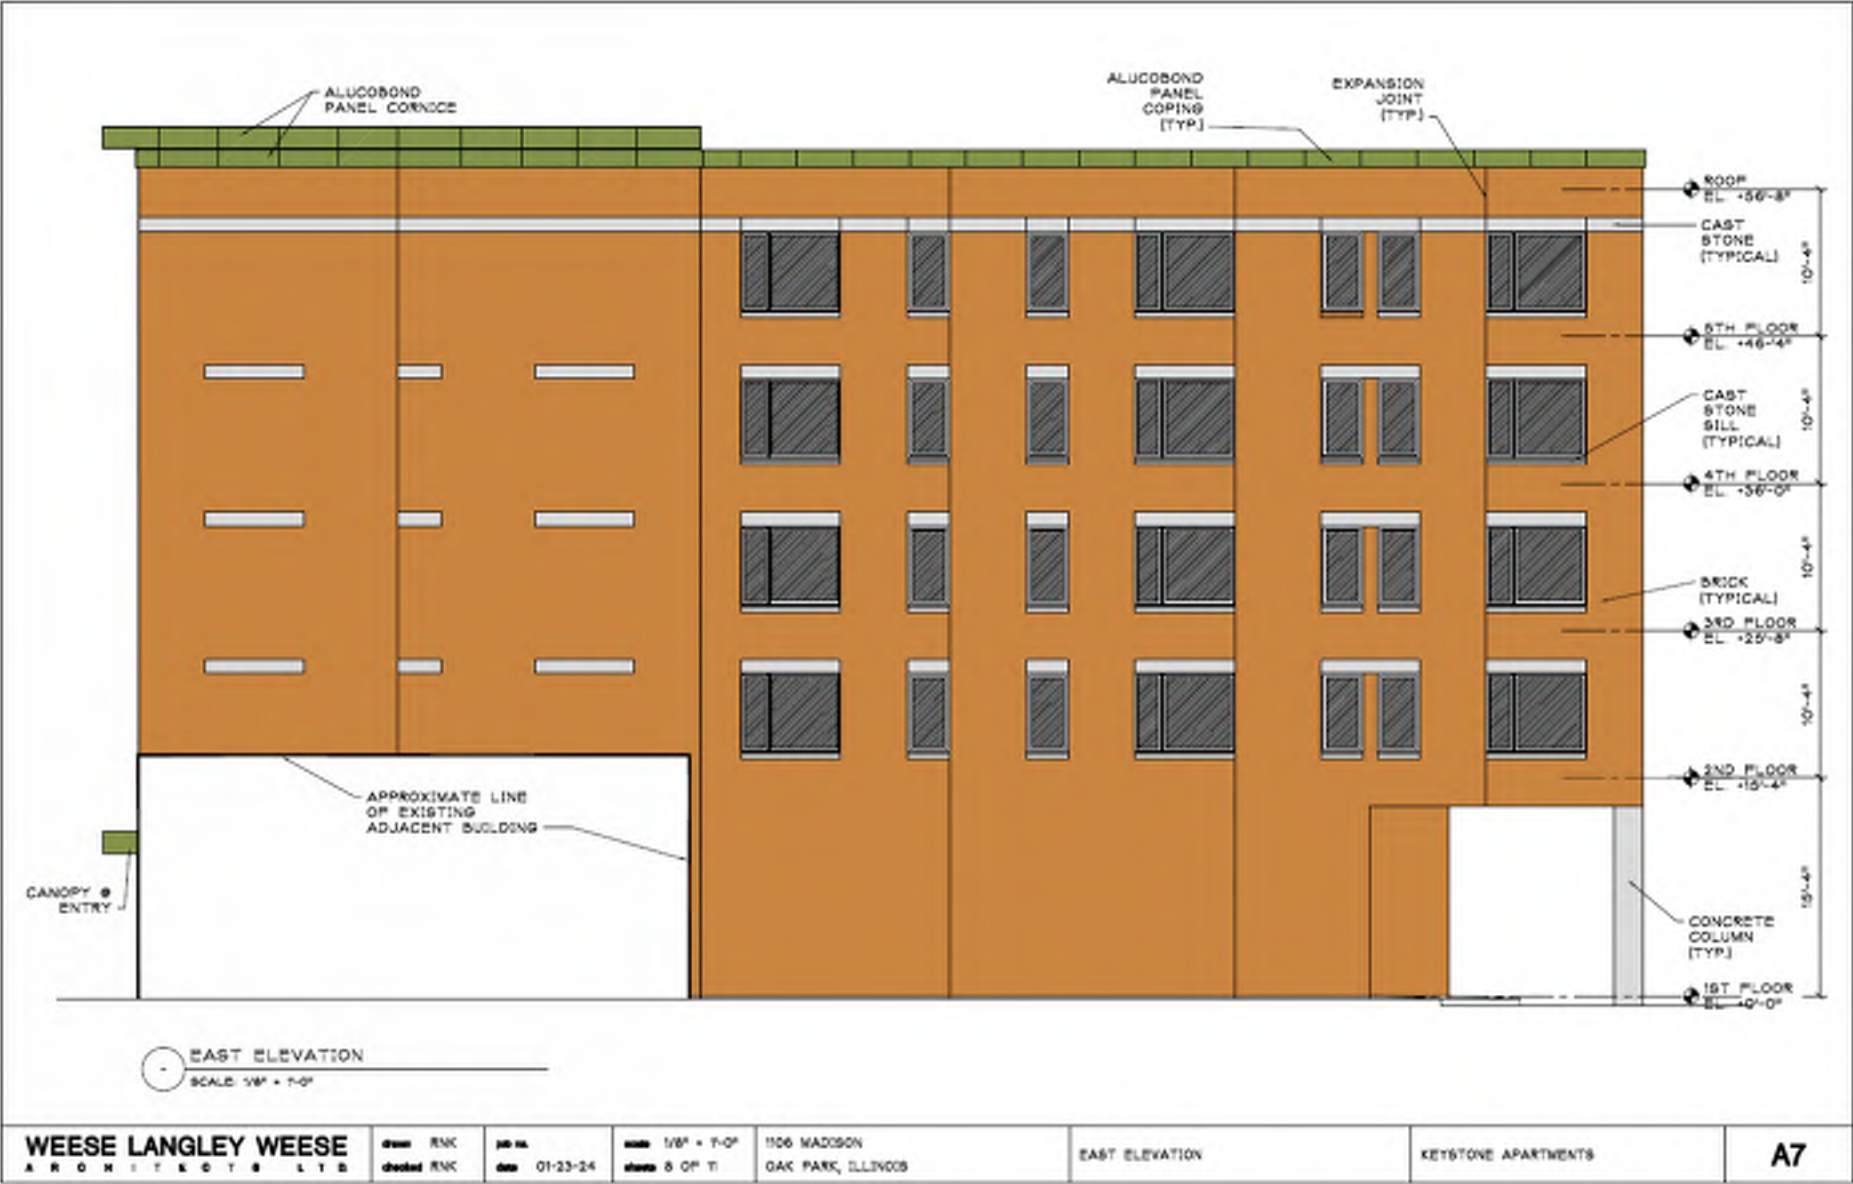 ALUCOBOND
PANEL CORNICE
ALUCOBOND
PANEL
COPING
(TYP.)
EXPANSION
JOINT
(TYP.)
ROOF
EL. +56'-8"
CAST
STONE
(TYPICAL)
10'-4"
5TH FLOOR
EL. +46'-4"
CAST
STONE
SILL
(TYPICAL)
10'-4"
4TH FLOOR
EL. +36'-0"
10'-4"
BRICK
(TYPICAL)
3RD FLOOR
EL. +25'-8"
10'-4"
2ND FLOOR
EL. +15'-4"
APPROXIMATE LINE
OF EXISTING
ADJACENT BUILDING
CANOPY @
ENTRY
15'-4"
CONCRETE
COLUMN
(TYP.)
1ST FLOOR
EL. +0'-0"
EAST ELEVATION
SCALE: 1/8" = 1'-0"
WEESE LANGLEY WEESE
ARCHITECTS LTD
drawn RNK
checked RNK
job no.
date 01-23-24
scale 1/8" = 1'-0"
sheets 8 OF 11
1106 MADISON
OAK PARK, ILLINOIS
EAST ELEVATION
KEYSTONE APARTMENTS
A7